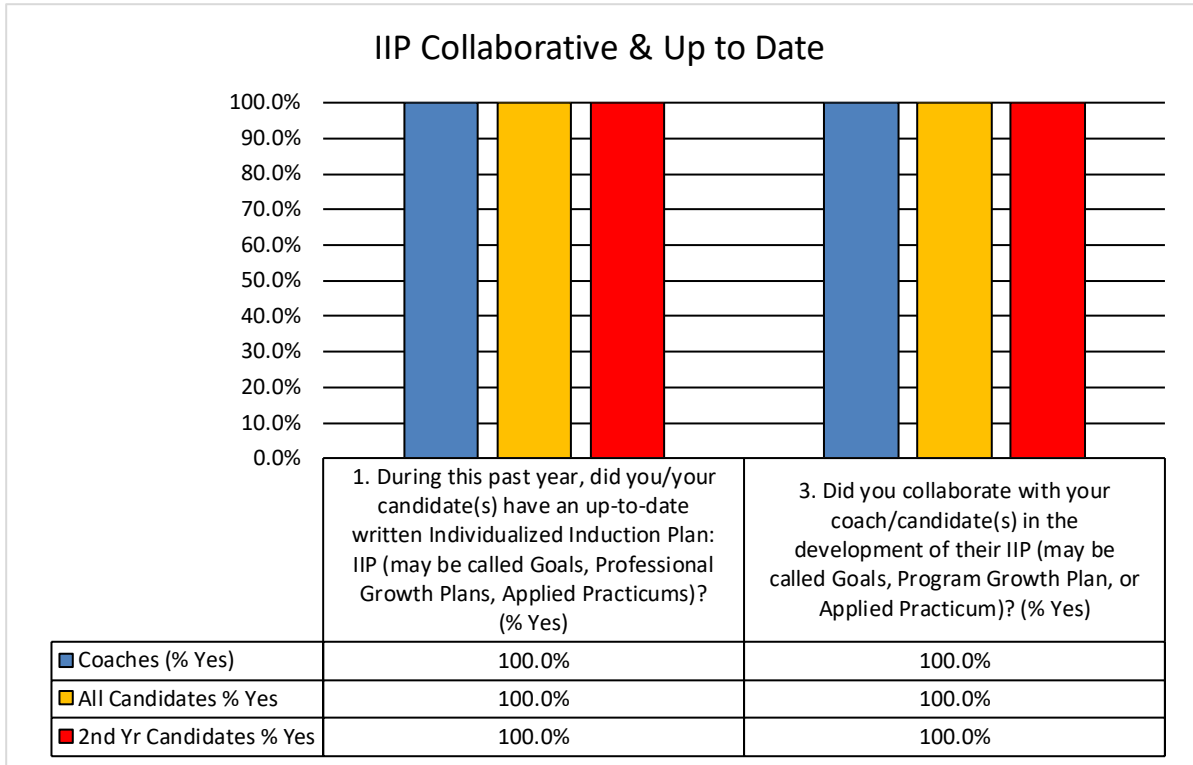 IIP Collaborative & Up to Date
100.0%
90.0%
80.0%
70.0%
60.0%
50.0%
40.0%
30.0%
20.0%
10.0%
0.0%
1. During this past year, did you/your
candidate(s) have an up-to-date
written Individualized Induction Plan:
IIP (may be called Goals, Professional
Growth Plans, Applied Practicums)?
(% Yes)
3. Did you collaborate with your
coach/candidate(s) in the
development of their IIP (may be
called Goals, Program Growth Plan, or
Applied Practicum)? (% Yes)
Coaches (% Yes) 100.0% 100.0%
All Candidates % Yes 100.0% 100.0%
2nd Yr Candidates % Yes 100.0% 100.0%